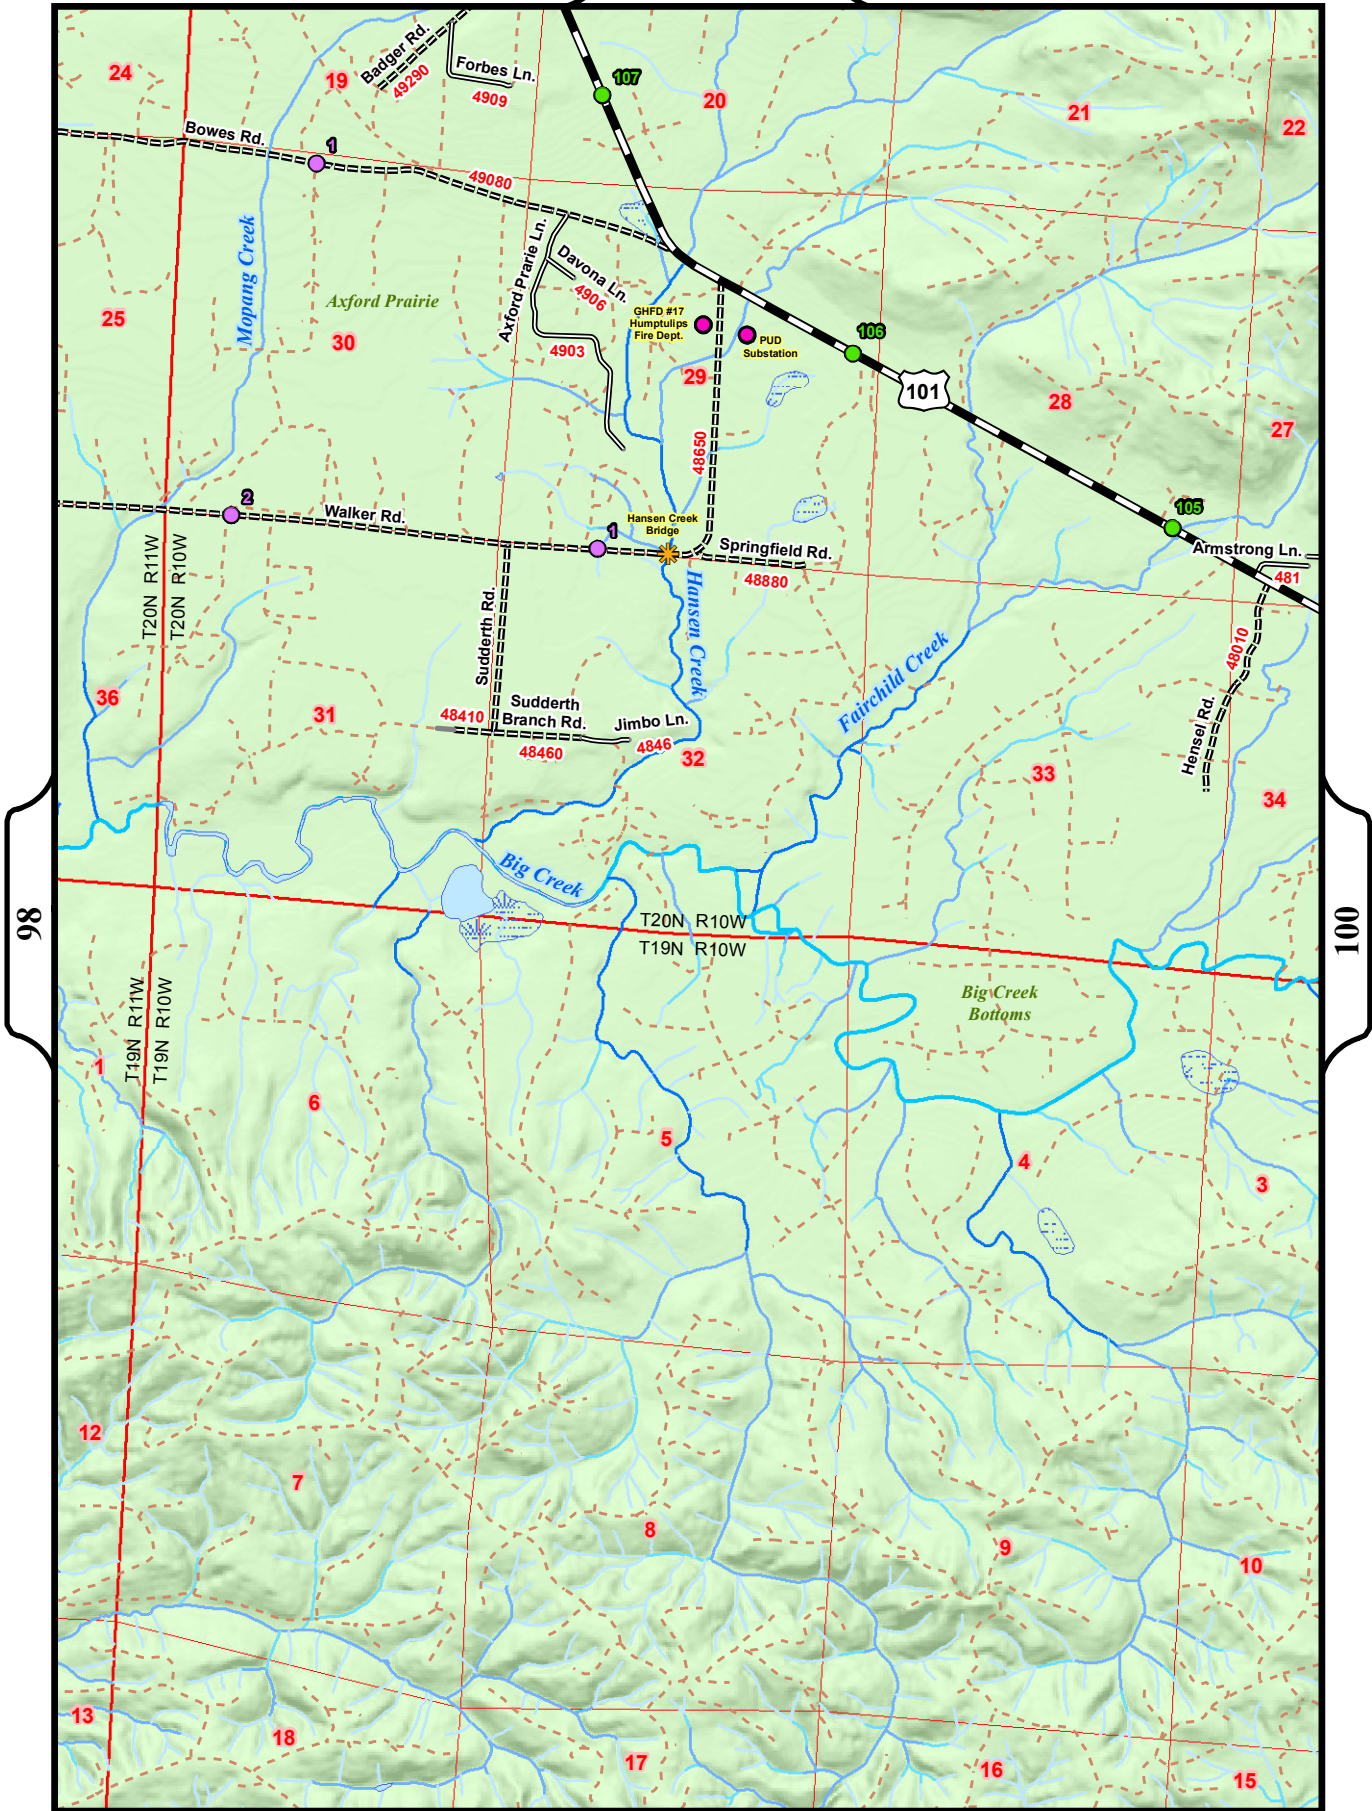 24
19
Badger Rd.
49290
Forbes Ln.
4909
107
20
21
22
Bowes Rd.
1
49080
Mopang Creek
Axford Prairie
25
30
Axford Prarie Ln.
Davona Ln.
4906
4903
GHFD #17
Humptulips
Fire Dept.
PUD
Substation
29
106
101
28
27
48650
2
Walker Rd.
1
Hansen Creek
Bridge
Springfield Rd.
48880
105
Armstrong Ln.
481
T20N R11W
T20N R10W
Sudderth Rd.
Hansen Creek
Fairchild Creek
48010
Hensel Rd.
36
31
48410
Sudderth
Branch Rd.
48460
Jimbo Ln.
4846
32
33
34
Big Creek
98
100
T20N R10W
T19N R10W
Big Creek
Bottoms
T19N R11W
T19N R10W
1
6
5
4
3
12
7
8
9
10
13
18
17
16
15